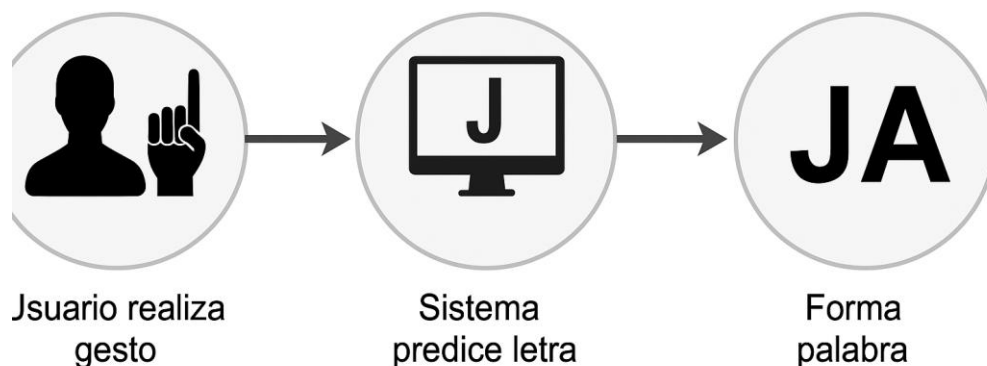 J
JA
Jsuario realiza
gesto
Sistema
predice letra
Forma
palabra